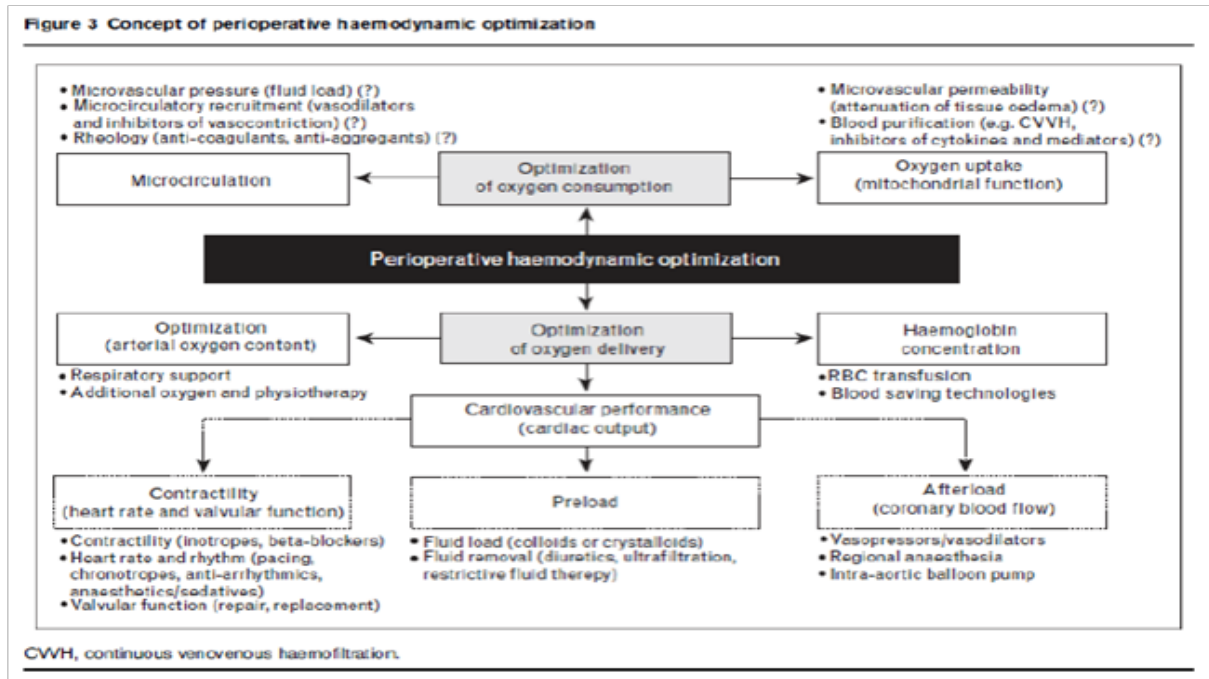 Figure 3 Concept of perioperative haemodynamic optimization
• Microvascular pressure (fluid load) (?)
• Microcirculatory recruitment (vasodilators
and inhibitors of vasocontriction) (?)
• Rheology (anti-coagulants, anti-aggregants) (?)
• Microvascular permeability
(attenuation of tissue oedema) (?)
• Blood purification (e.g. CVVH,
inhibitors of cytokines and mediators) (?)
Microcirculation
Optimization
of oxygen consumption
Oxygen uptake
(mitochondrial function)
Perioperative haemodynamic optimization
Optimization
(arterial oxygen content)
Optimization
of oxygen delivery
Haemoglobin
concentration
• Respiratory support
• Additional oxygen and physiotherapy
• RBC transfusion
• Blood saving technologies
Cardiovascular performance
(cardiac output)
Contractility
(heart rate and valvular function)
Preload
Afterload
(coronary blood flow)
• Contractility (inotropes, beta-blockers)
• Heart rate and rhythm (pacing,
chronotropes, anti-arrhythmics,
anaesthetics/sedatives)
• Valvular function (repair, replacement)
• Fluid load (colloids or crystalloids)
• Fluid removal (diuretics, ultrafiltration,
restrictive fluid therepy)
• Vasopressors/vasodilators
• Regional anaesthesia
• Intra-aortic balloon pump
CVVH, continuous venovenous haemofiltration.